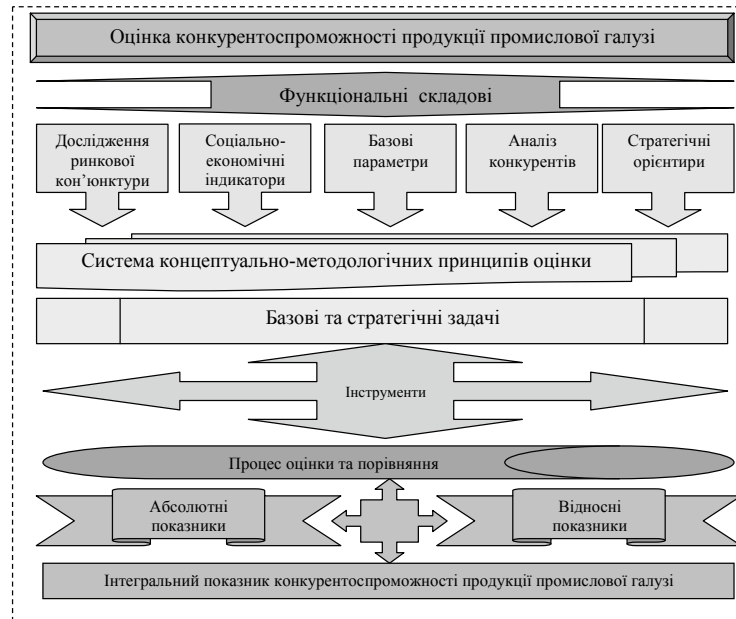 Оцінка конкурентоспроможності продукції промислової галузі
Функціональні складові
Дослідження
ринкової
кон’юнктури
Соціально-
економічні
індикатори
Базові
параметри
Аналіз
конкурентів
Стратегічні
орієнтири
Система концептуально-методологічних принципів оцінки
Базові та стратегічні задачі
Інструменти
Процес оцінки та порівняння
Абсолютні
показники
Відносні
показники
Інтегральний показник конкурентоспроможності продукції промислової галузі